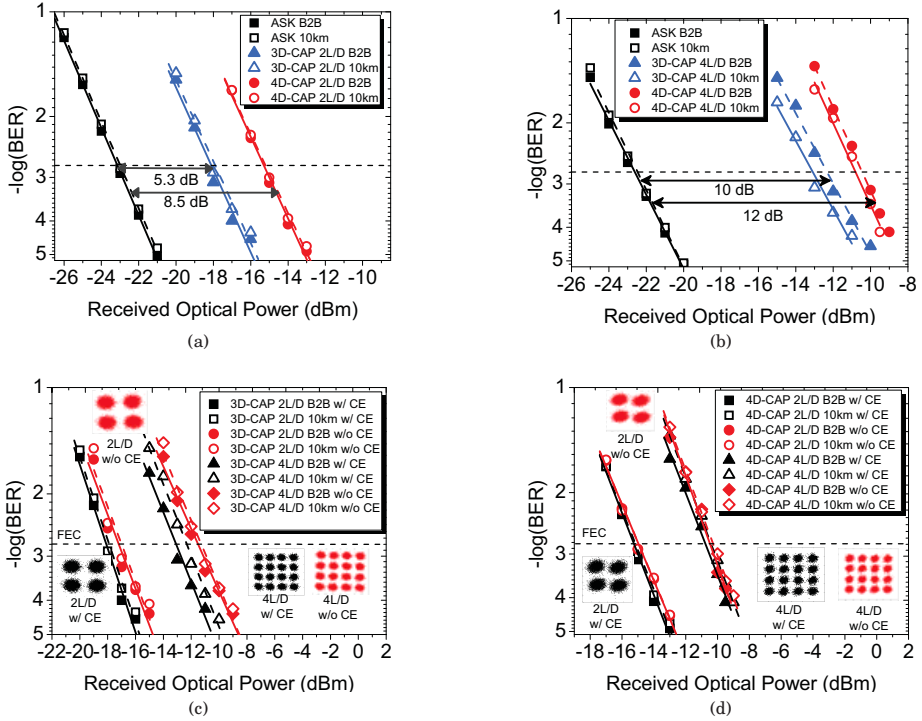 1
2
3
4
5
-log(BER)
ASK B2B
ASK 10km
3D-CAP 2L/D B2B
3D-CAP 2L/D 10km
4D-CAP 2L/D B2B
4D-CAP 2L/D 10km
5.3 dB
8.5 dB
-26 -24 -22 -20 -18 -16 -14 -12 -10
Received Optical Power (dBm)
(a)
1
2
3
4
5
-log(BER)
ASK B2B
ASK 10km
3D-CAP 4L/D B2B
3D-CAP 4L/D 10km
4D-CAP 4L/D B2B
4D-CAP 4L/D 10km
10 dB
12 dB
-26 -24 -22 -20 -18 -16 -14 -12 -10 -8
Received Optical Power (dBm)
(b)
1
2
3
4
5
-log(BER)
2L/D
w/o CE
3D-CAP 2L/D B2B w/ CE
3D-CAP 2L/D 10km w/ CE
3D-CAP 2L/D B2B w/o CE
3D-CAP 2L/D 10km w/o CE
3D-CAP 4L/D B2B w/ CE
3D-CAP 4L/D 10km w/ CE
3D-CAP 4L/D B2B w/o CE
3D-CAP 4L/D 10km w/o CE
FEC
2L/D
w/ CE
4L/D
w/ CE
4L/D
w/o CE
-22 -20 -18 -16 -14 -12 -10 -8 -6 -4 -2 0 2
Received Optical Power (dBm)
(c)
1
2
3
4
5
-log(BER)
2L/D
w/o CE
4D-CAP 2L/D B2B w/ CE
4D-CAP 2L/D 10km w/ CE
4D-CAP 2L/D B2B w/o CE
4D-CAP 2L/D 10km w/o CE
4D-CAP 4L/D B2B w/ CE
4D-CAP 4L/D 10km w/ CE
4D-CAP 4L/D B2B w/o CE
4D-CAP 4L/D 10km w/o CE
FEC
2L/D
w/ CE
4L/D
w/ CE
4L/D
w/o CE
-18 -16 -14 -13 -10 -8 -6 -4 -2 0 2
Received Optical Power (dBm)
(d)